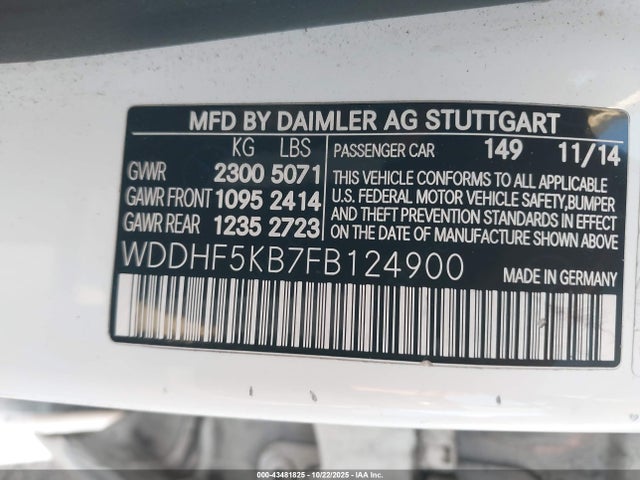 MFD BY DAIMLER AG STUTTGART
KG LBS
GVWR 2300 5071
GAWR FRONT 1095 2414
GAWR REAR 1235 2723
PASSENGER CAR 149 11/14
THIS VEHICLE CONFORMS TO ALL APPLICABLE
U.S. FEDERAL MOTOR VEHICLE SAFETY,BUMPER
AND THEFT PREVENTION STANDARDS IN EFFECT
ON THE DATE OF MANUFACTURE SHOWN ABOVE
WDDHF5KB7FB124900
MADE IN GERMANY
000-43481825 - 10/22/2025 - IAAI.COM